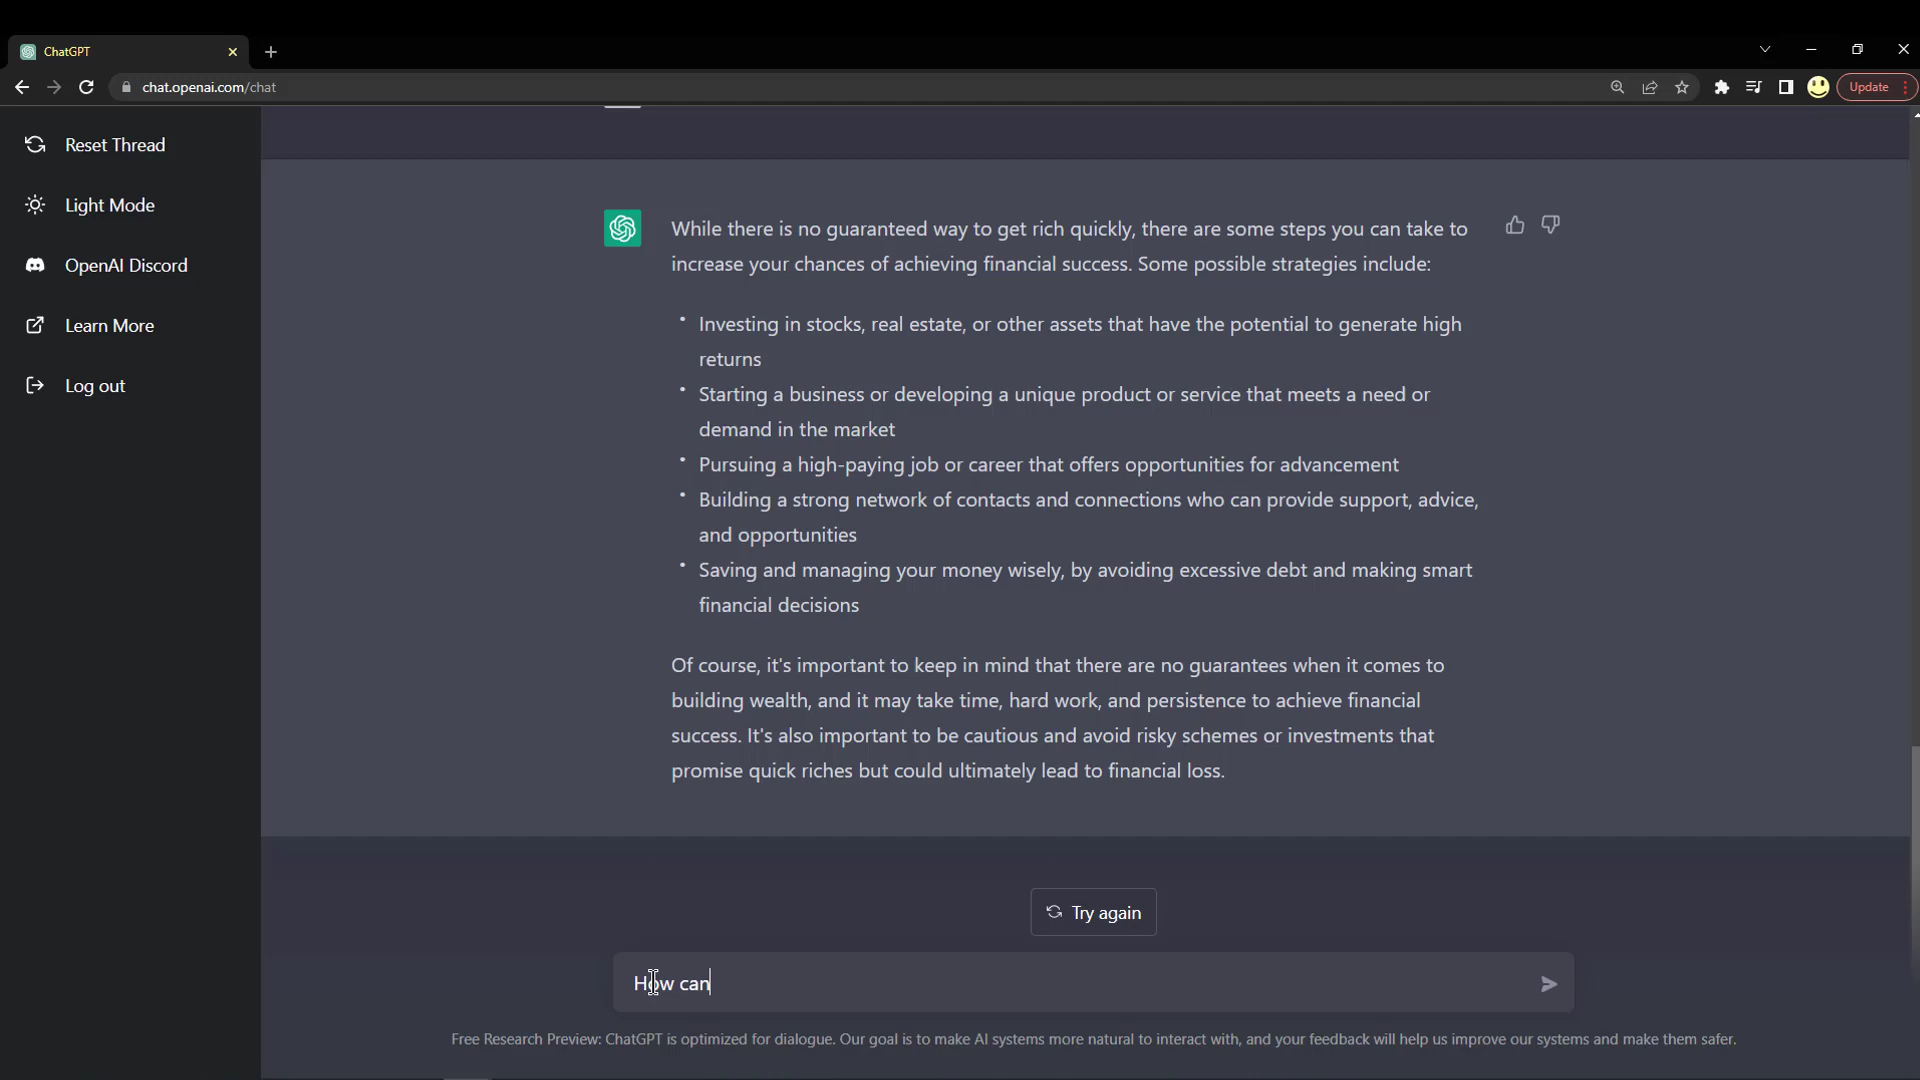 ChatGPT
chat.openai.com/chat
Update
Reset Thread
Light Mode
OpenAI Discord
Learn More
Log out
While there is no guaranteed way to get rich quickly, there are some steps you can take to
increase your chances of achieving financial success. Some possible strategies include:
• Investing in stocks, real estate, or other assets that have the potential to generate high
returns
• Starting a business or developing a unique product or service that meets a need or
demand in the market
• Pursuing a high-paying job or career that offers opportunities for advancement
• Building a strong network of contacts and connections who can provide support, advice,
and opportunities
• Saving and managing your money wisely, by avoiding excessive debt and making smart
financial decisions
Of course, it's important to keep in mind that there are no guarantees when it comes to
building wealth, and it may take time, hard work, and persistence to achieve financial
success. It's also important to be cautious and avoid risky schemes or investments that
promise quick riches but could ultimately lead to financial loss.
Try again
How can
Free Research Preview: ChatGPT is optimized for dialogue. Our goal is to make AI systems more natural to interact with, and your feedback will help us improve our systems and make them safer.